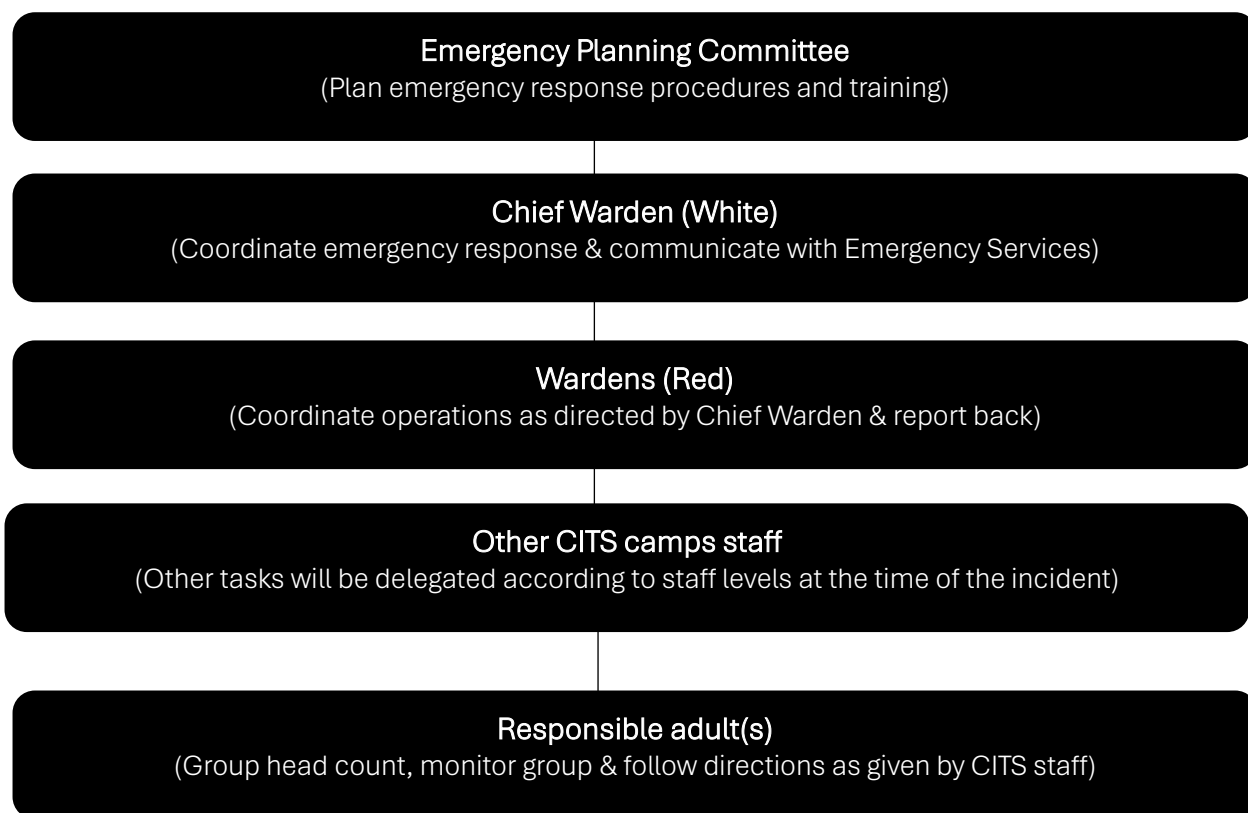 Emergency Planning Committee
(Plan emergency response procedures and training)
Chief Warden (White)
(Coordinate emergency response & communicate with Emergency Services)
Wardens (Red)
(Coordinate operations as directed by Chief Warden & report back)
Other CITS camps staff
(Other tasks will be delegated according to staff levels at the time of the incident)
Responsible adult(s)
(Group head count, monitor group & follow directions as given by CITS staff)